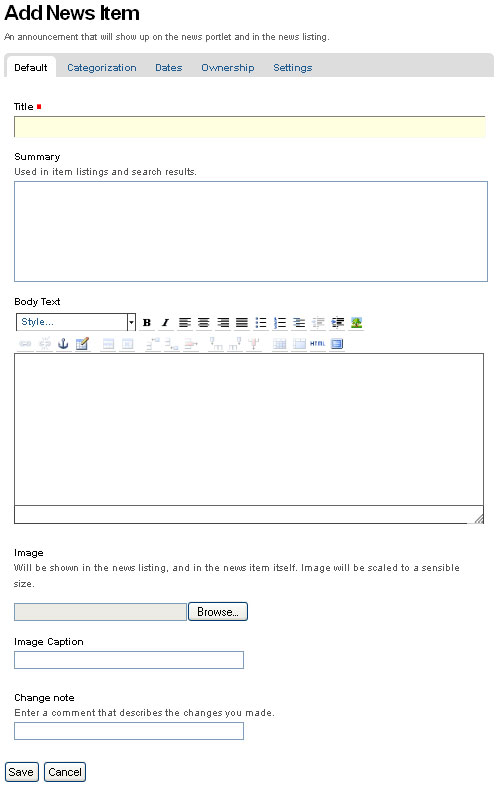 Add News Item
An announcement that will show up on the news portlet and in the news listing.
Default Categorization Dates Ownership Settings
Title
Summary
Used in item listings and search results.
Body Text
Style... B I
HTML
Image
Will be shown in the news listing, and in the news item itself. Image will be scaled to a sensible
size.
Browse...
Image Caption
Change note
Enter a comment that describes the changes you made.
Save Cancel